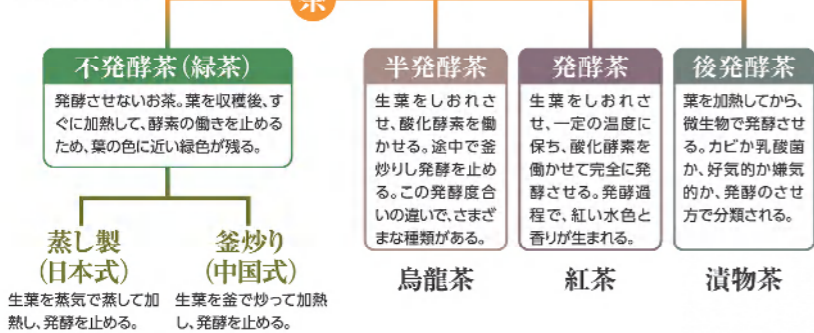 茶
不発酵茶（緑茶）
発酵させないお茶。葉を収穫後、す
ぐに加熱して、酵素の働きを止める
ため、葉の色に近い緑色が残る。
蒸し製
（日本式）
生葉を蒸気で蒸して加
熱し、発酵を止める。
釜炒り
（中国式）
生葉を釜で炒って加熱
し、発酵を止める。
半発酵茶
生葉をしおれさ
せ、酸化酵素を働
かせる。途中で釜
炒りし発酵を止め
る。この発酵度合
いの違いで、さまざ
まな種類がある。
烏龍茶
発酵茶
生葉をしおれさ
せ、一定の温度に
保ち、酸化酵素を
働かせて完全に発
酵させる。発酵過
程で、紅い水色と
香りが生まれる。
紅茶
後発酵茶
葉を加熱してから、
微生物で発酵させ
る。カビか乳酸菌
か、好気的か嫌気
的か、発酵のさせ
方で分類される。
漬物茶